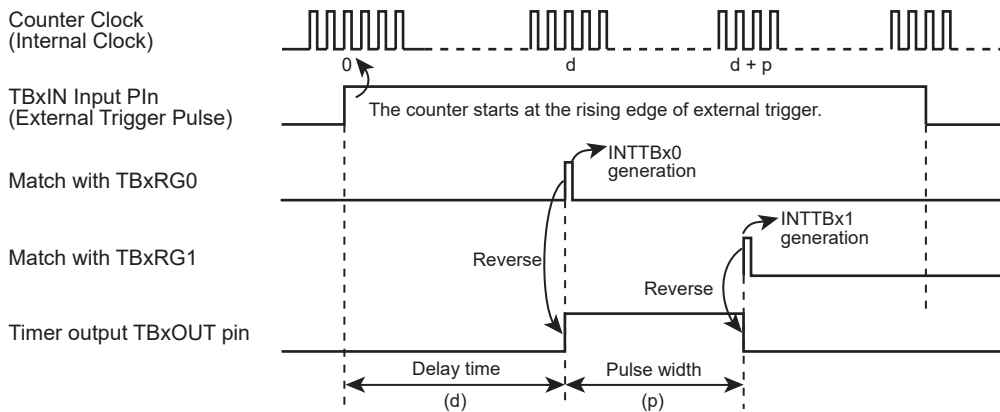 Counter Clock
(Internal Clock)
0
d
d + p
TBxIN Input PIn
(External Trigger Pulse)
The counter starts at the rising edge of external trigger.
INTTBx0
generation
Match with TBxRG0
INTTBx1
generation
Match with TBxRG1
Reverse
Reverse
Timer output TBxOUT pin
Delay time
Pulse width
(d)
(p)